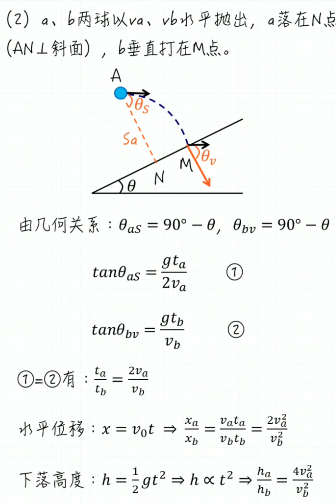 (2) a、b两球以va、vb水平抛出，a落在N点
(AN⊥斜面)，b垂直打在M点。
A
θs
Sa
M
θv
N
θ
由几何关系：θaS=90°−θ，θbv=90°−θ
tanθaS=gta/2va ①
tanθbv=gtb/vb ②
①=②有：ta/tb=2va/vb
水平位移：x=v0t ⇒ xa/xb=vata/vbtb=2va²/vb²
下落高度：h=1/2gt²⇒h∝t²⇒ha/hb=4va²/vb²